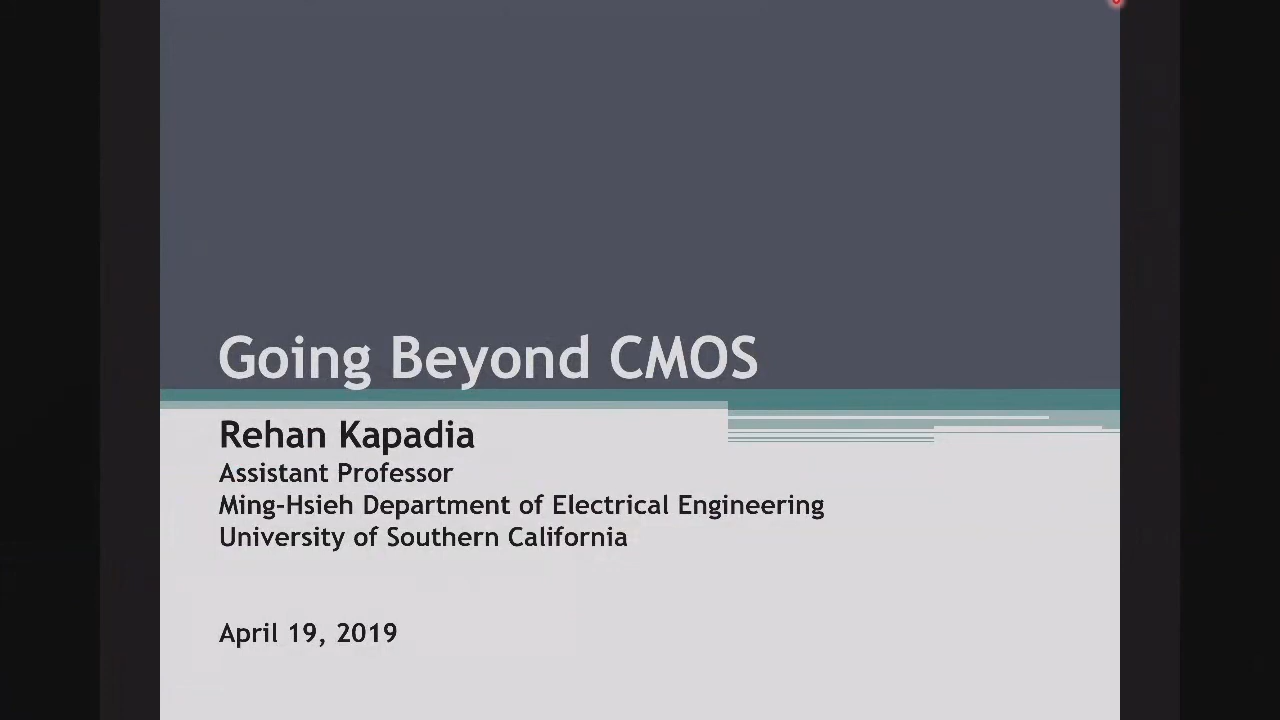 Going Beyond CMOS
Rehan Kapadia
Assistant Professor
Ming-Hsieh Department of Electrical Engineering
University of Southern California
April 19, 2019